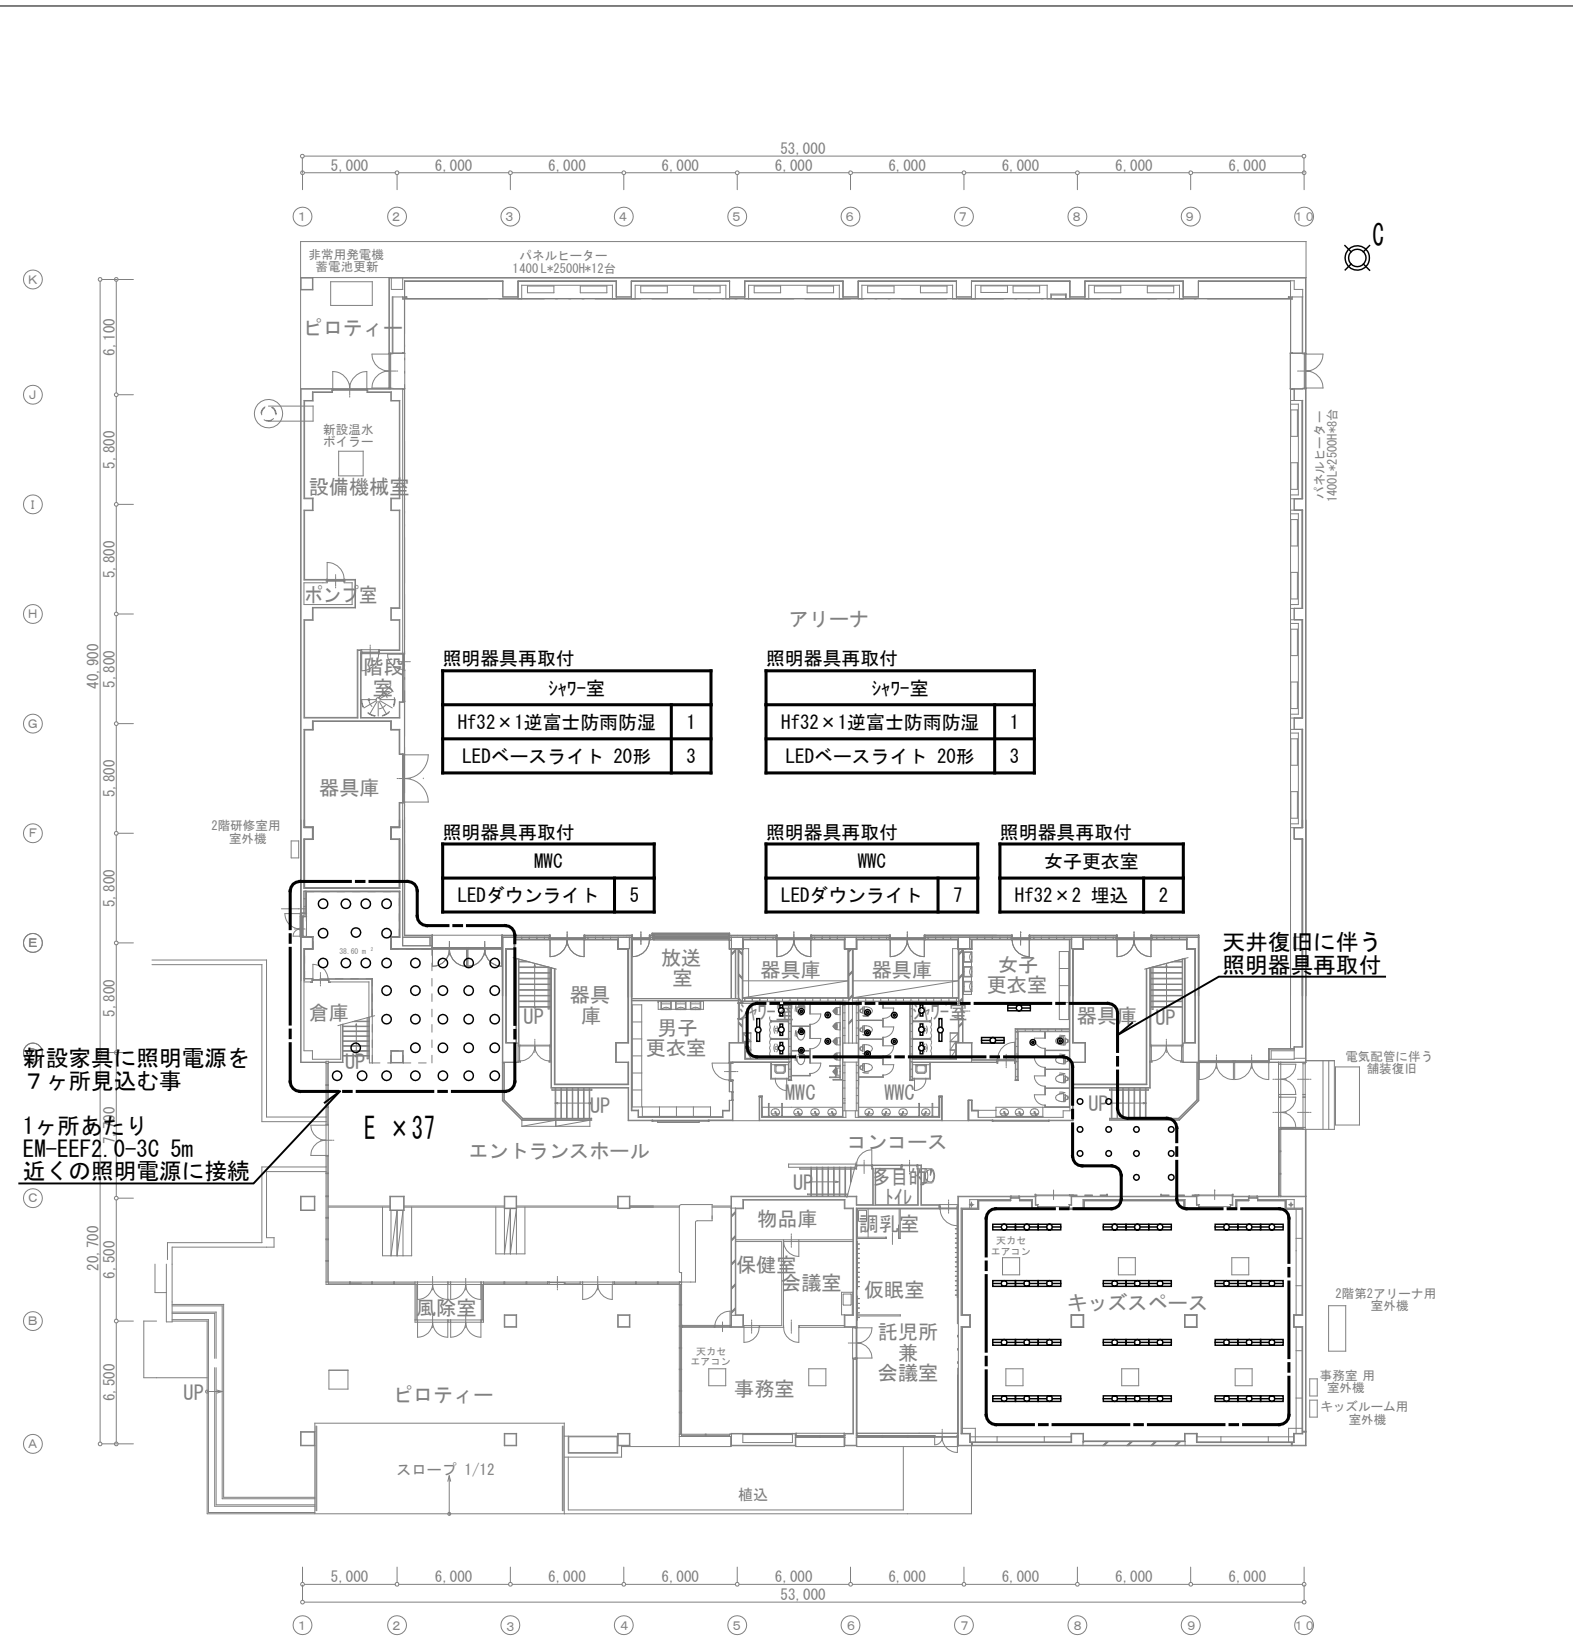 53,000
5,000 6,000 6,000 6,000 6,000 6,000 6,000 6,000 6,000
1 2 3 4 5 6 7 8 9 10
C
非常用発電機
蓄電池更新
パネルヒーター
1400L*2500H*12台
K
ピロティー
6,100
J
新設温水
ボイラー
設備機械室
5,800
パネルヒーター
1400L*2500H*8台
I
5,800
ポンプ室
H
アリーナ
40,900
5,800
階段
室
照明器具再取付
シャワー室
Hf32×1逆富士防雨防湿 1
LEDベースライト 20形 3
照明器具再取付
シャワー室
Hf32×1逆富士防雨防湿 1
LEDベースライト 20形 3
G
5,800
器具庫
2階研修室用
室外機
F
照明器具再取付
MWC
LEDダウンライト 5
照明器具再取付
WWC
LEDダウンライト 7
照明器具再取付
女子更衣室
Hf32×2 埋込 2
5,800
E
38.60 m²
天井復旧に伴う
照明器具再取付
放送
室
器具庫
器具庫
女子
更衣室
5,800
倉庫
UP
器具
庫
UP
男子
更衣室
シャワー室
シャワー室
器具庫
UP
新設家具に照明電源を
7ヶ所見込む事
電気配管に伴う
舗装復旧
MWC
WWC
UP
UP
1ヶ所あたり
EM-EEF2.0-3C 5m
近くの照明電源に接続
E ×37
エントランスホール
コンコース
UP
多目的
トイレ
C
物品庫
調乳室
20,700
6,500
天カセ
エアコン
保健室
会議室
仮眠室
キッズスペース
2階第2アリーナ用
室外機
風除室
B
託児所
兼
会議室
天カセ
エアコン
事務室
6,500
UP
ピロティー
事務室 用
室外機
キッズルーム用
室外機
A
スロープ 1/12
植込
5,000 6,000 6,000 6,000 6,000 6,000 6,000 6,000 6,000
53,000
1 2 3 4 5 6 7 8 9 10